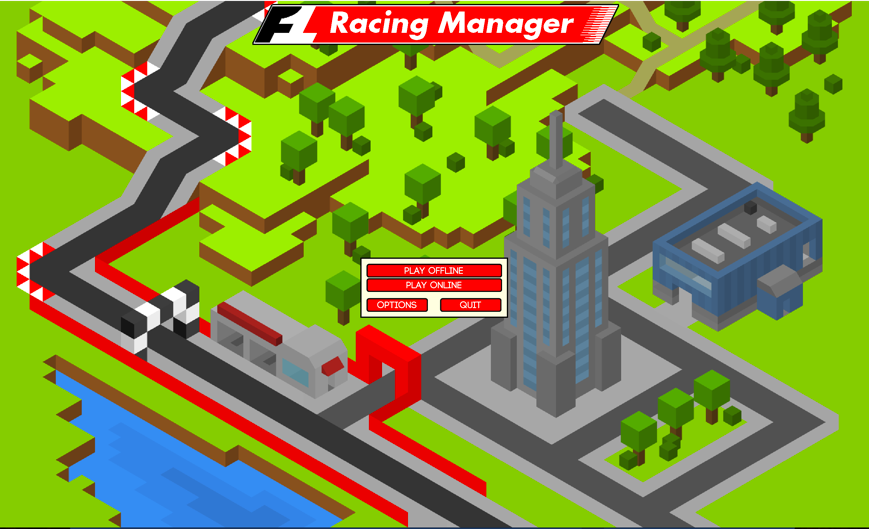 F1 Racing Manager
PLAY OFFLINE
PLAY ONLINE
OPTIONS QUIT